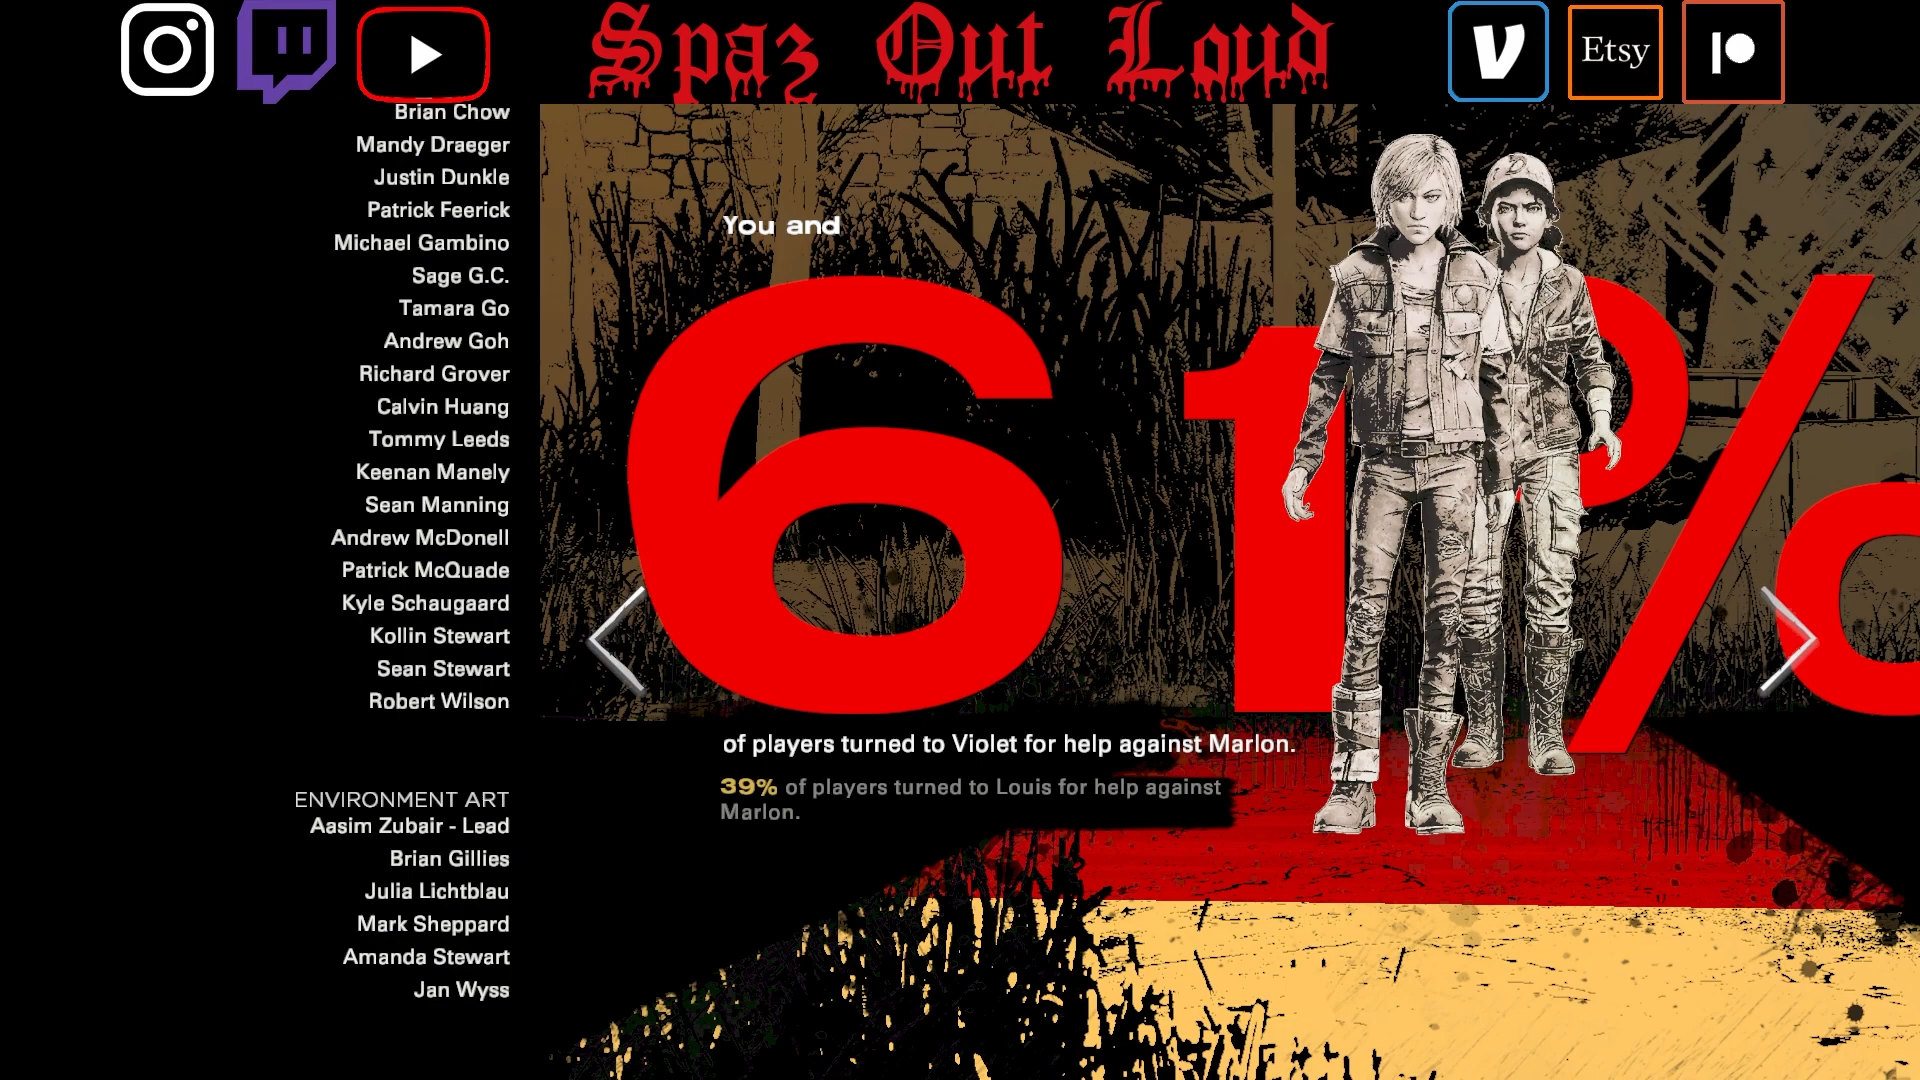 Spaz Out Loud
Etsy
Brian Chow
Mandy Draeger
Justin Dunkle
Patrick Feerick
Michael Gambino
Sage G.C.
Tamara Go
Andrew Goh
Richard Grover
Calvin Huang
Tommy Leeds
Keenan Manely
Sean Manning
Andrew McDonell
Patrick McQuade
Kyle Schaugaard
Kollin Stewart
Sean Stewart
Robert Wilson
ENVIRONMENT ART
Aasim Zubair - Lead
Brian Gillies
Julia Lichtblau
Mark Sheppard
Amanda Stewart
Jan Wyss
You and
61%
of players turned to Violet for help against Marlon.
39% of players turned to Louis for help against
Marlon.